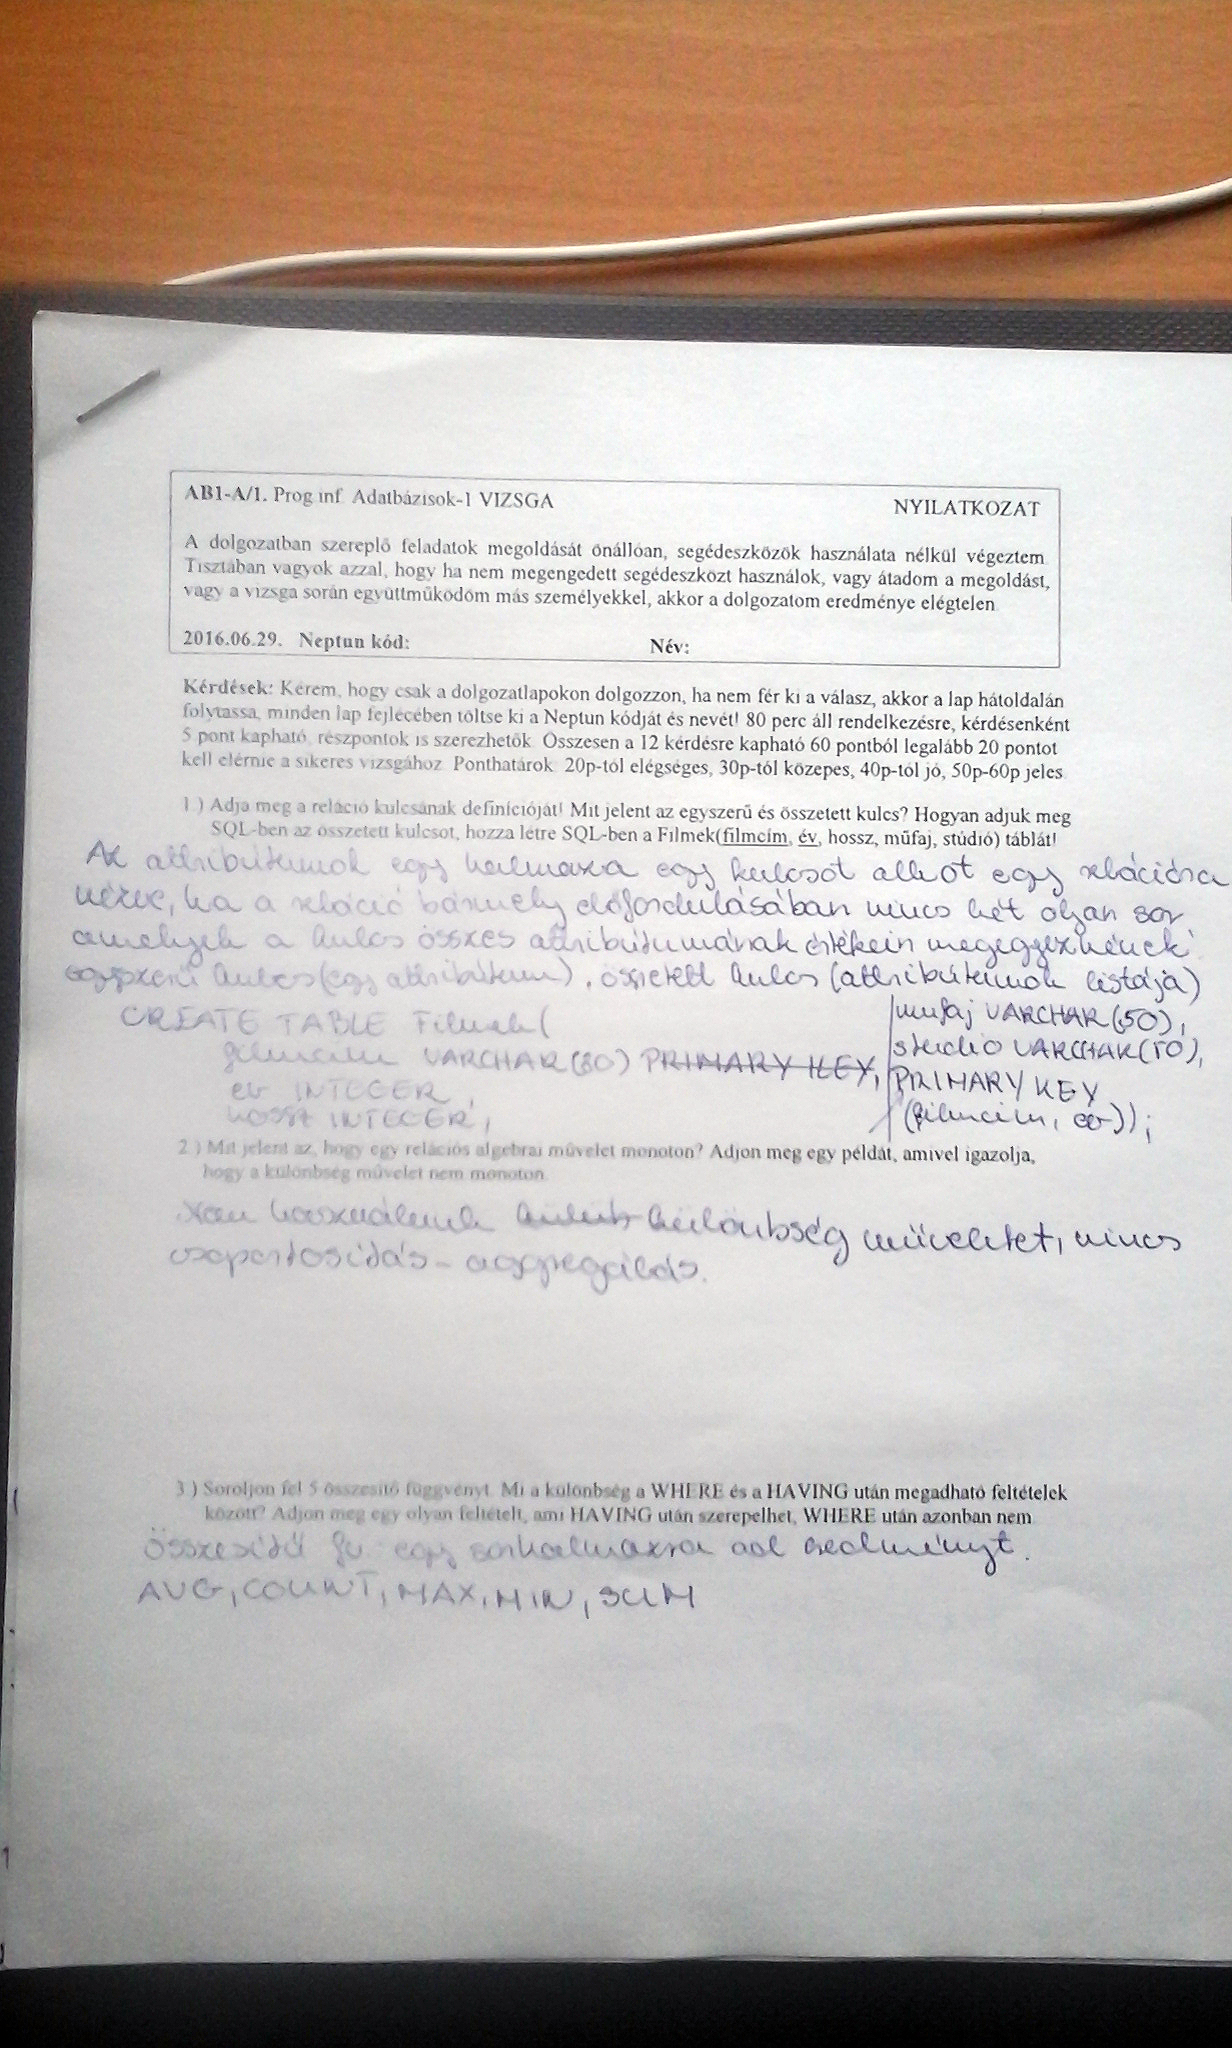 AB1-A/1. Prog inf Adatbázisok-1 VIZSGA NYILATKOZAT
A dolgozatban szereplő feladatok megoldását önállóan, segédeszközök használata nélkül végeztem
Tisztában vagyok azzal, hogy ha nem megengedett segédeszközt használok, vagy átadom a megoldást,
vagy a vizsga során együttműködöm más személyekkel, akkor a dolgozatom eredménye elégtelen
2016.06.29. Neptun kód: Név:
Kérdések: Kérem, hogy csak a dolgozatlapokon dolgozzon, ha nem fér ki a válasz, akkor a lap hátoldalán
folytassa, minden lap fejlécében töltse ki a Neptun kódját és nevét! 80 perc áll rendelkezésre, kérdésenként
5 pont kapható, részpontok is szerezhetők Összesen a 12 kérdésre kapható 60 pontból legalább 20 pontot
kell elérnie a sikeres vizsgához Ponthatárok 20p-tól elégséges, 30p-tól közepes, 40p-tól jó, 50p-60p jeles
1.) Adja meg a reláció kulcsának definícióját! Mit jelent az egyszerű és összetett kulcs? Hogyan adjuk meg
SQL-ben az összetett kulcsot, hozza létre SQL-ben a Filmek(filmcím, év, hossz, műfaj, stúdió) táblát!
Az attribútumok egy halmaza egy kulcsot alkot egy relációra
nézve, ha a reláció bármely előfordulásában nincs két olyan sor
amelyek a kulcs összes attribútumának értékein megegyeznének
egyszerű kulcs (egy attribútum), összetett kulcs (attribútumok listája)
CREATE TABLE Filmek(
filmcim VARCHAR(80) PRIMARY KEY,
ev INTEGER,
hossz INTEGER,
mufaj VARCHAR(50),
studio VARCHAR(50),
PRIMARY KEY
(filmcim, ev));
2.) Mit jelent az, hogy egy relációs algebrai művelet monoton? Adjon meg egy példát, amivel igazolja,
hogy a különbség művelet nem monoton
használunk különbség műveletet, nincs
csoportosítás - aggregálás.
3.) Soroljon fel 5 összesítő függvényt. Mi a különbség a WHERE és a HAVING után megadható feltételek
között? Adjon meg egy olyan feltételt, ami HAVING után szerepelhet, WHERE után azonban nem
Összesítő fv. egy sorhalmazra ad eredményt.
AVG, COUNT, MAX, MIN, SUM